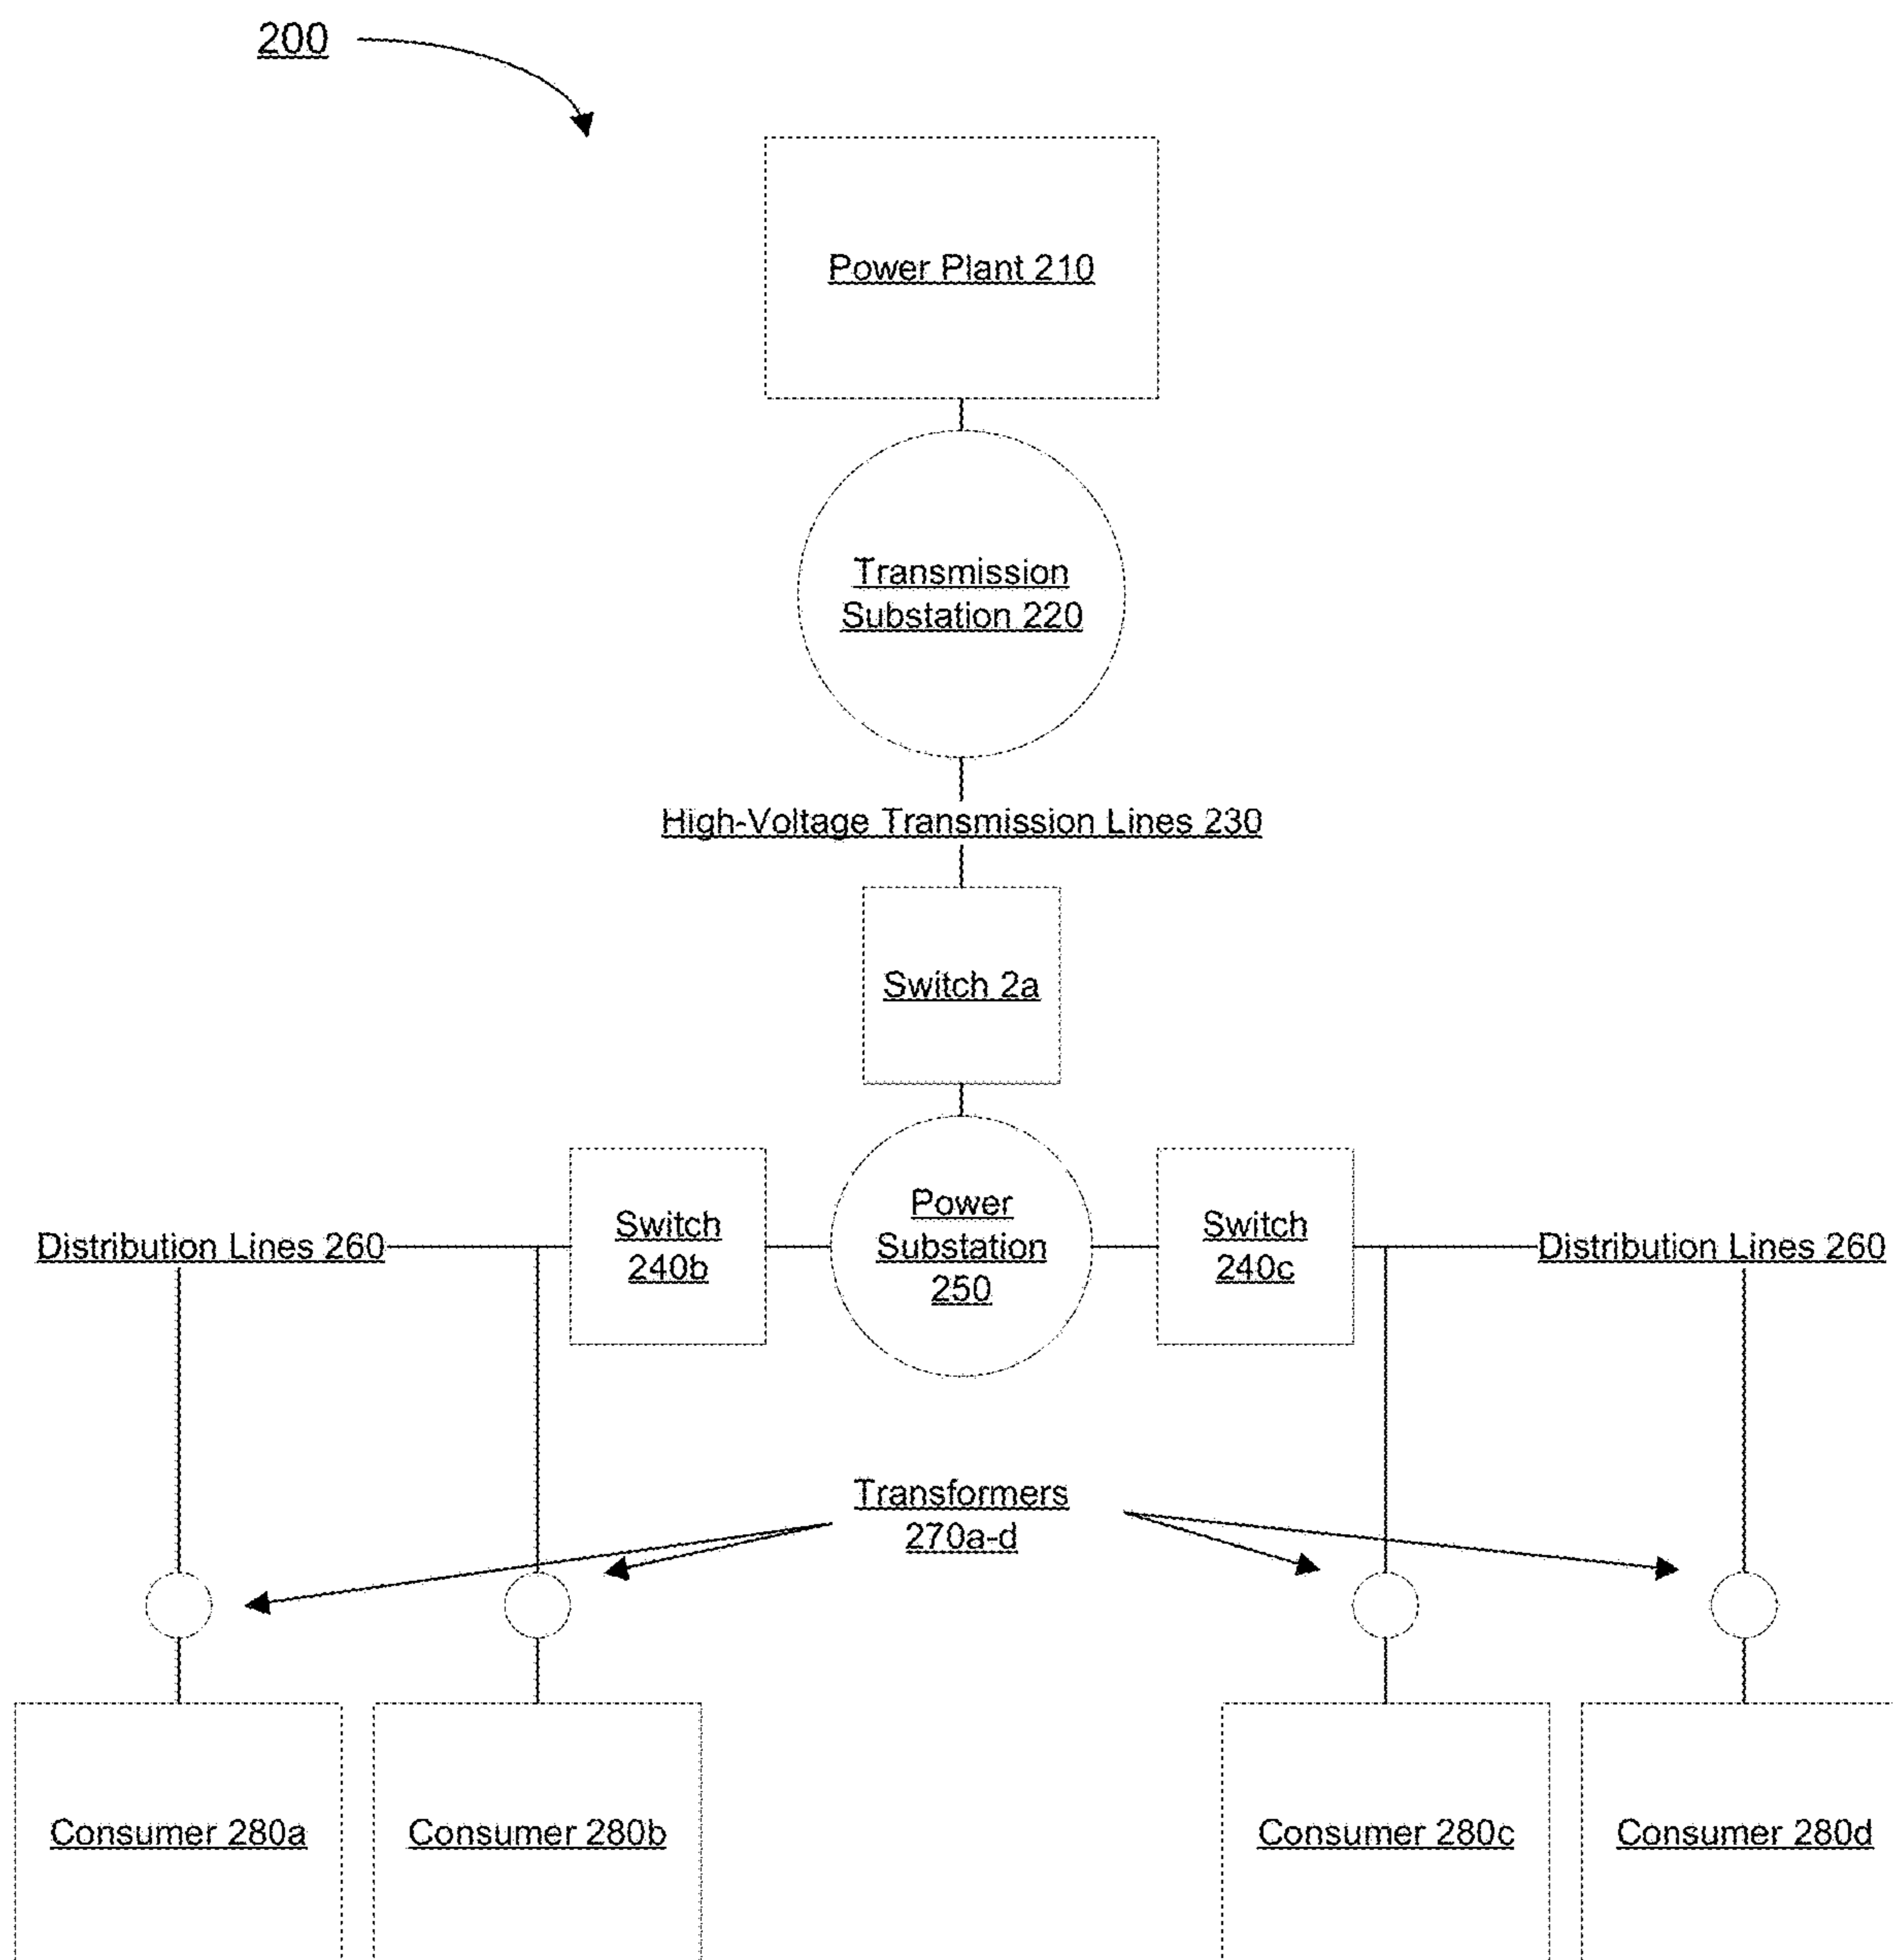 200
Power Plant 210
Transmission
Substation 220
High-Voltage Transmission Lines 230
Switch 2a
Distribution Lines 260
Switch
240b
Power
Substation
250
Switch
240c
Distribution Lines 260
Transformers
270a-d
Consumer 280a
Consumer 280b
Consumer 280c
Consumer 280d